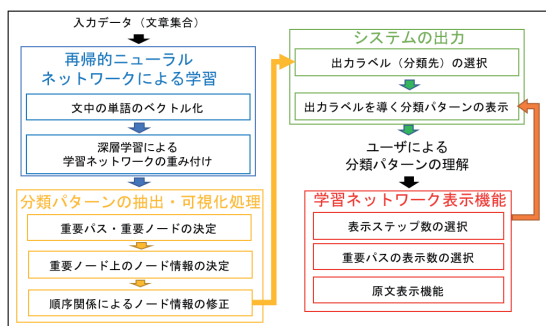 入力データ（文章集合）
再帰的ニューラル
ネットワークによる学習
文中の単語のベクトル化
深層学習による
学習ネットワークの重み付け
分類パターンの抽出・可視化処理
重要パス・重要ノードの決定
重要ノード上のノード情報の決定
順序関係によるノード情報の修正
システムの出力
出力ラベル（分類先）の選択
出力ラベルを導く分類パターンの表示
ユーザによる
分類パターンの理解
学習ネットワーク表示機能
表示ステップ数の選択
重要パスの表示数の選択
原文表示機能